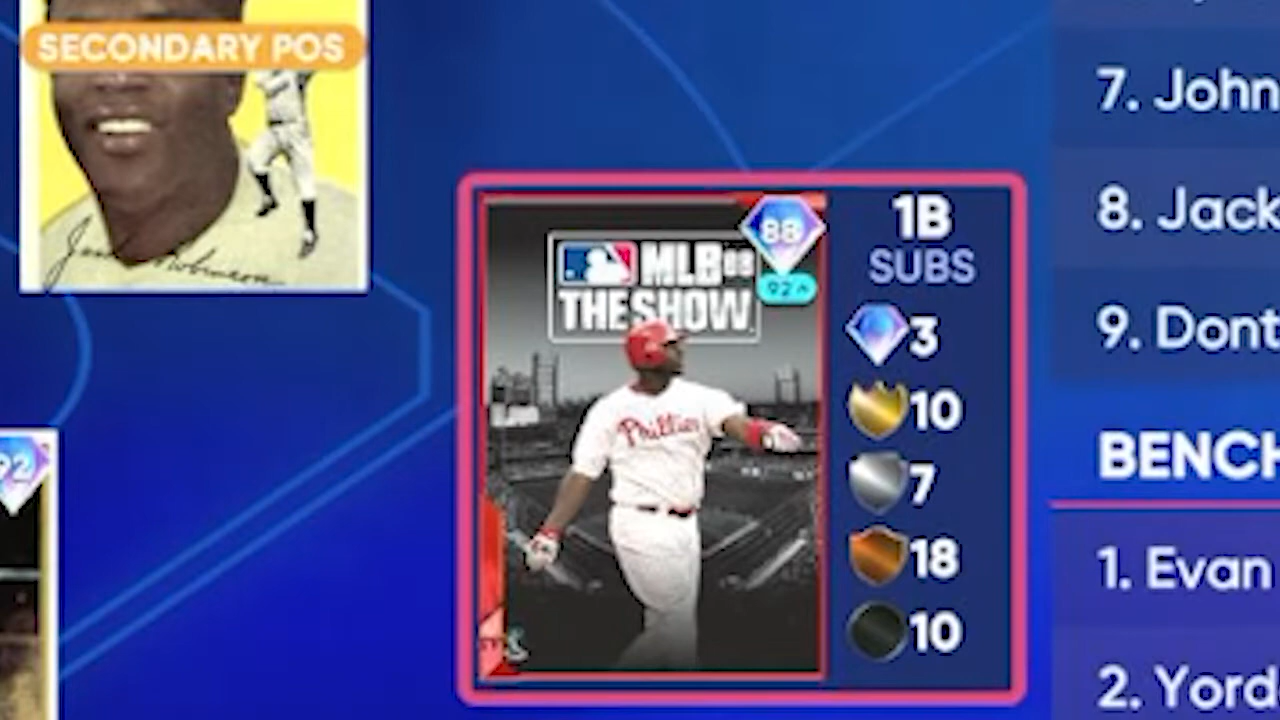 SECONDARY POS
7. John
8. Jack
9. Dont
BENCH
1. Evan
2. Yord
92
88
92 ^
MLB 08
THE SHOW
Phillies
1B
SUBS
3
10
7
18
10